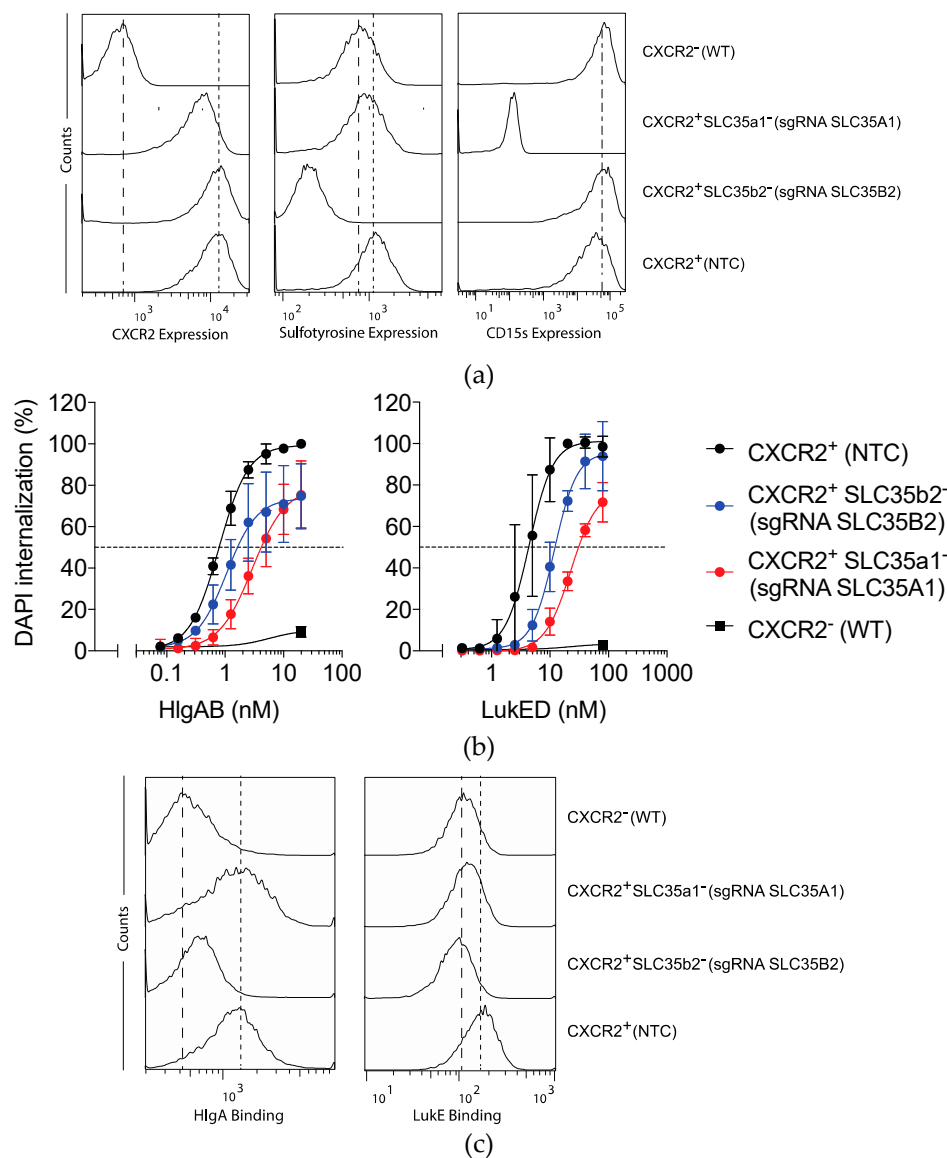 Counts
CXCR2⁻(WT)
CXCR2⁺SLC35a1⁻(sgRNA SLC35A1)
CXCR2⁺SLC35b2⁻(sgRNA SLC35B2)
CXCR2⁺(NTC)
10³ 10⁴
CXCR2 Expression
10² 10³
Sulfotyrosine Expression
10¹ 10³ 10⁵
CD15s Expression
(a)
DAPI internalization (%)
120
100
80
60
40
20
0
0.1 1 10 100
HlgAB (nM)
120
100
80
60
40
20
0
1 10 100 1000
LukED (nM)
CXCR2⁺ (NTC)
CXCR2⁺ SLC35b2⁻
(sgRNA SLC35B2)
CXCR2⁺ SLC35a1⁻
(sgRNA SLC35A1)
CXCR2⁻ (WT)
(b)
Counts
CXCR2⁻(WT)
CXCR2⁺SLC35a1⁻(sgRNA SLC35A1)
CXCR2⁺SLC35b2⁻(sgRNA SLC35B2)
CXCR2⁺(NTC)
10³
HlgA Binding
10¹ 10² 10³
LukE Binding
(c)